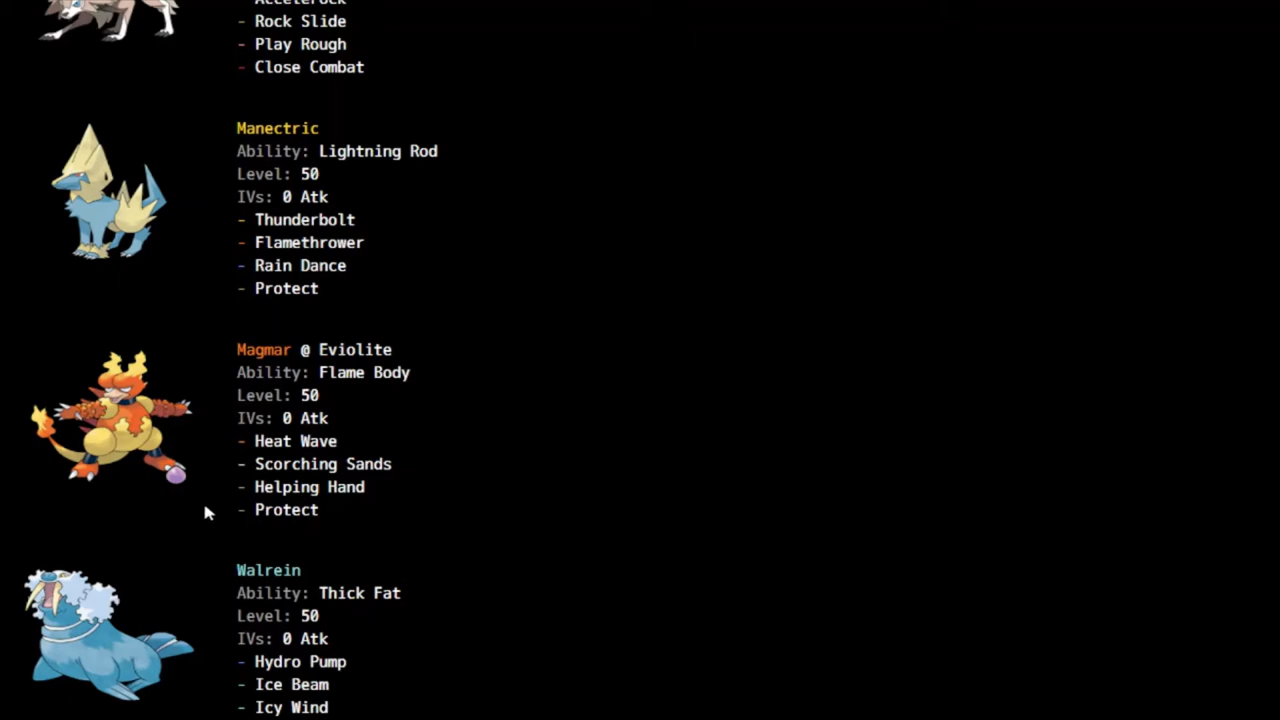 - Accelerock
- Rock Slide
- Play Rough
- Close Combat
Manectric
Ability: Lightning Rod
Level: 50
IVs: 0 Atk
- Thunderbolt
- Flamethrower
- Rain Dance
- Protect
Magmar @ Eviolite
Ability: Flame Body
Level: 50
IVs: 0 Atk
- Heat Wave
- Scorching Sands
- Helping Hand
- Protect
Walrein
Ability: Thick Fat
Level: 50
IVs: 0 Atk
- Hydro Pump
- Ice Beam
- Icy Wind